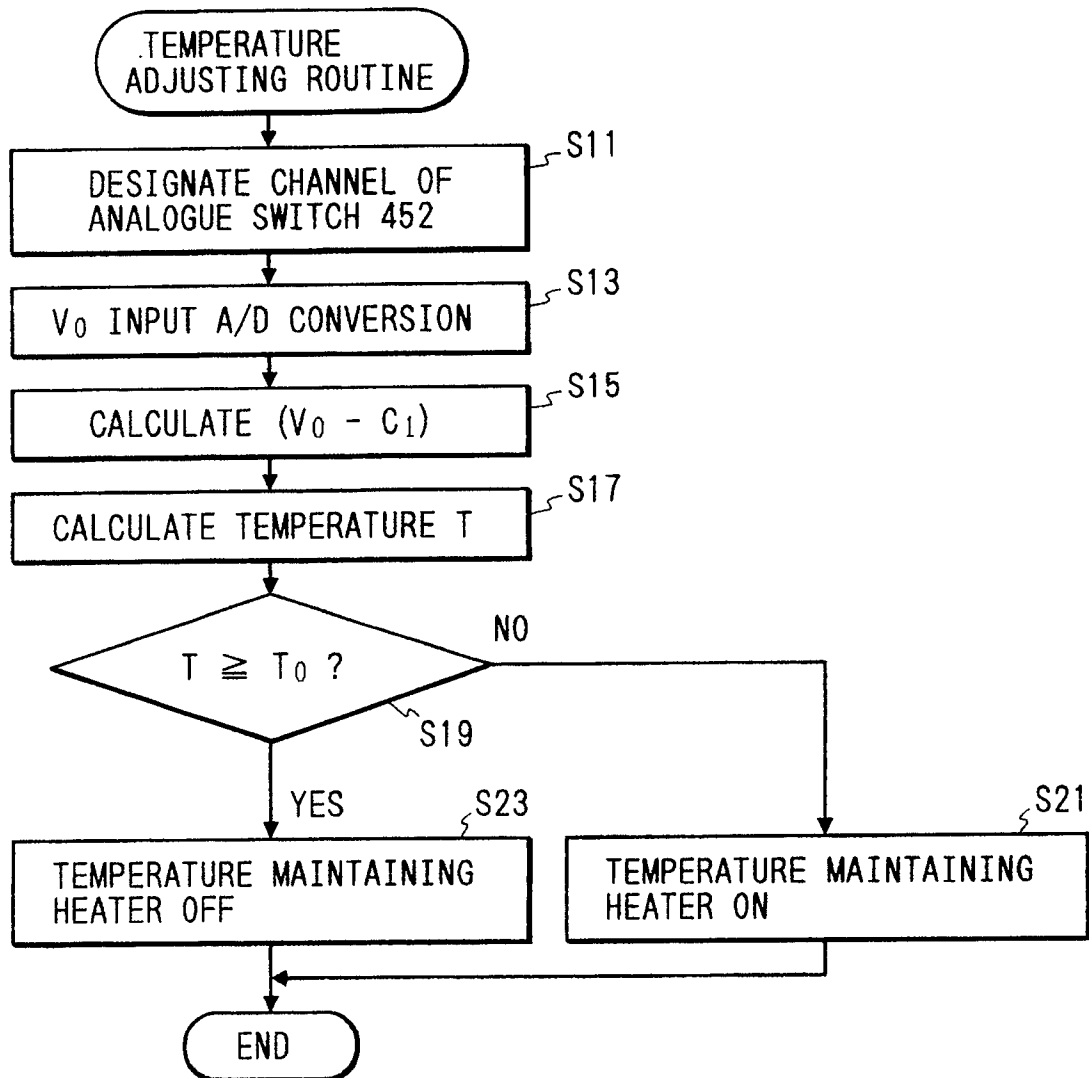 TEMPERATURE
ADJUSTING ROUTINE
S11
DESIGNATE CHANNEL OF
ANALOGUE SWITCH 452
S13
V₀ INPUT A/D CONVERSION
S15
CALCULATE (V₀ - C₁)
S17
CALCULATE TEMPERATURE T
T ≧ T₀ ?
NO
S19
YES
S23
TEMPERATURE MAINTAINING
HEATER OFF
S21
TEMPERATURE MAINTAINING
HEATER ON
END